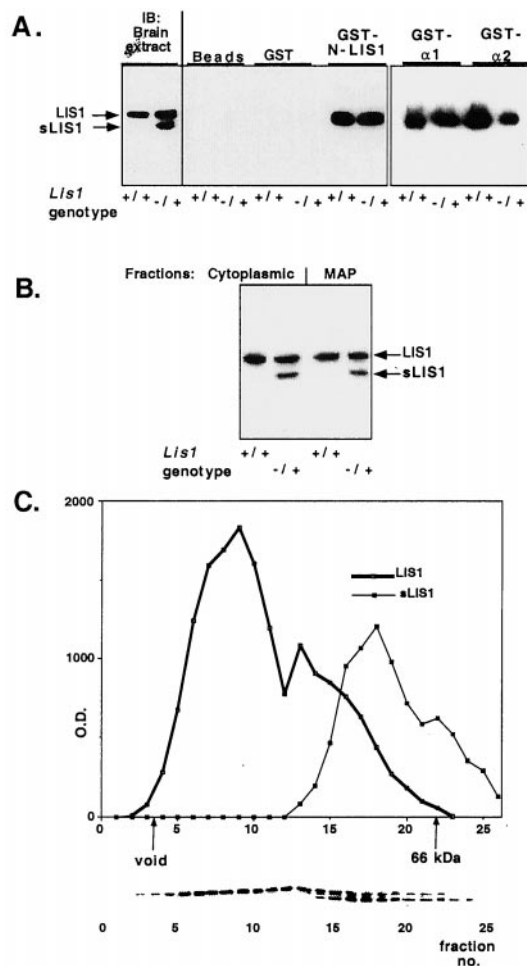 A.
IB:
Brain
extract
Beads
GST
GST-
N-LIS1
GST-
α1
GST-
α2
LIS1
sLIS1
Lis1
genotype
+/+ -/+ +/+ -/+ +/+ -/+ +/+ -/+ +/+ -/+ +/+ -/+
B.
Fractions: Cytoplasmic MAP
LIS1
sLIS1
Lis1
genotype
+/+ -/+ +/+ -/+
C.
2000
1000
0
O.D.
LIS1
sLIS1
0 5 10 15 20 25
void
66 kDa
0 5 10 15 20 25
fraction
no.